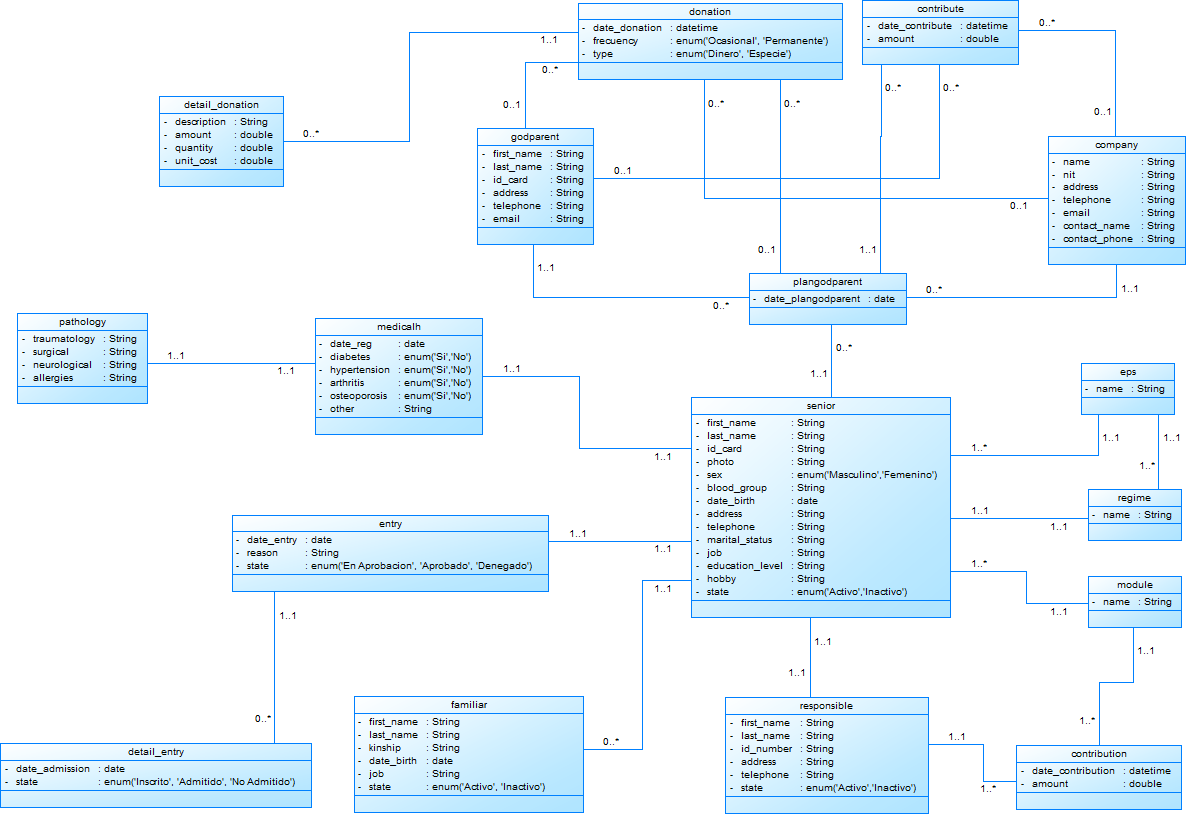 donation
- date_donation : datetime
- frecuency : enum('Ocasional', 'Permanente')
- type : enum('Dinero', 'Especie')
contribute
- date_contribute : datetime
- amount : double
0..*
1..1
0..*
0..*
0..*
0..*
0..*
detail_donation
- description : String
- amount : double
- quantity : double
- unit_cost : double
0..*
0..1
0..1
godparent
- first_name : String
- last_name : String
- id_card : String
- address : String
- telephone : String
- email : String
0..1
company
- name : String
- nit : String
- address : String
- telephone : String
- email : String
- contact_name : String
- contact_phone : String
0..1
0..1
1..1
1..1
1..1
plangodparent
- date_plangodparent : date
0..*
0..*
0..*
1..1
pathology
- traumatology : String
- surgical : String
- neurological : String
- allergies : String
1..1
1..1
medicalh
- date_reg : date
- diabetes : enum('Si','No')
- hypertension : enum('Si','No')
- arthritis : enum('Si','No')
- osteoporosis : enum('Si','No')
- other : String
1..1
1..1
senior
- first_name : String
- last_name : String
- id_card : String
- photo : String
- sex : enum('Masculino','Femenino')
- blood_group : String
- date_birth : date
- address : String
- telephone : String
- marital_status : String
- job : String
- education_level : String
- hobby : String
- state : enum('Activo','Inactivo')
eps
- name : String
1..*
1..1
1..1
1..*
regime
- name : String
1..1
1..1
module
- name : String
1..*
1..1
entry
- date_entry : date
- reason : String
- state : enum('En Aprobacion', 'Aprobado', 'Denegado')
1..1
1..1
1..1
1..1
0..*
1..1
1..1
1..1
1..*
detail_entry
- date_admission : date
- state : enum('Inscrito', 'Admitido', 'No Admitido')
familiar
- first_name : String
- last_name : String
- kinship : String
- date_birth : date
- job : String
- state : enum('Activo', 'Inactivo')
0..*
responsible
- first_name : String
- last_name : String
- id_number : String
- address : String
- telephone : String
- state : enum('Activo','Inactivo')
1..1
1..*
contribution
- date_contribution : datetime
- amount : double